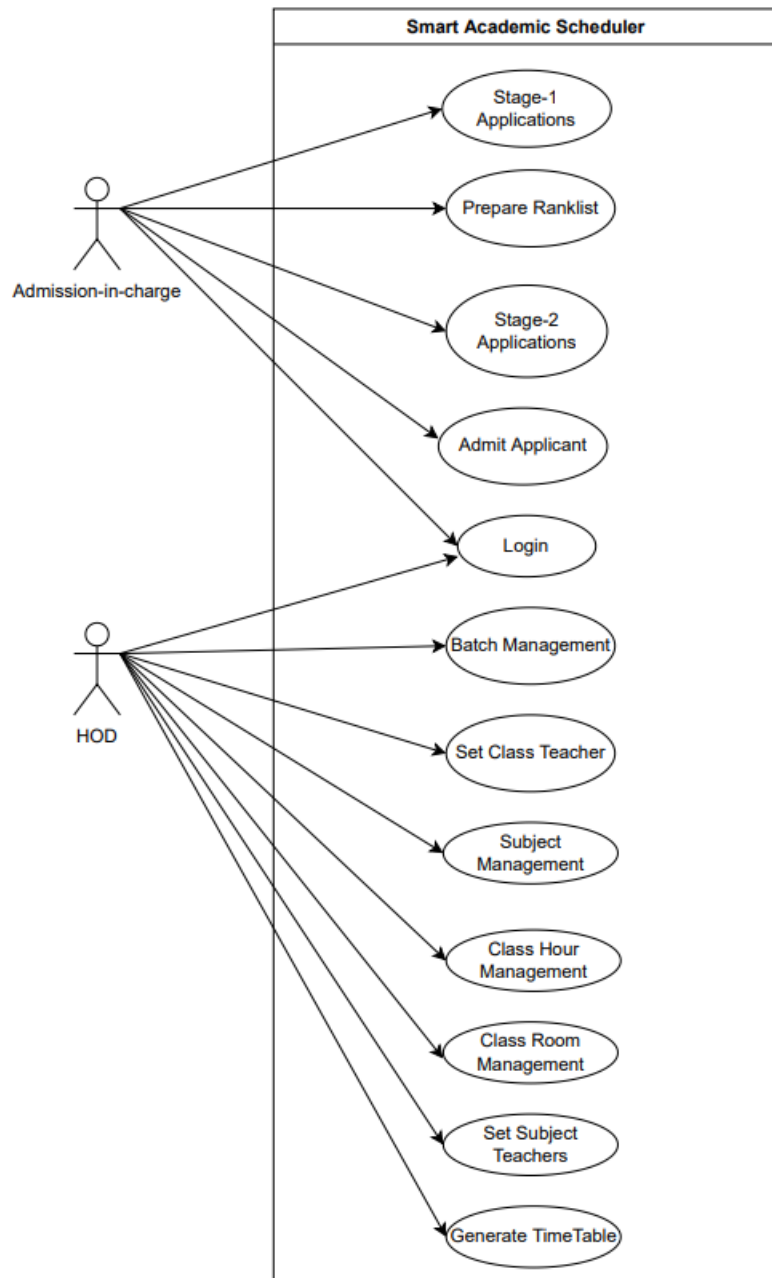 Smart Academic Scheduler
Stage-1
Applications
Prepare Ranklist
Admission-in-charge
Stage-2
Applications
Admit Applicant
Login
Batch Management
HOD
Set Class Teacher
Subject
Management
Class Hour
Management
Class Room
Management
Set Subject
Teachers
Generate TimeTable